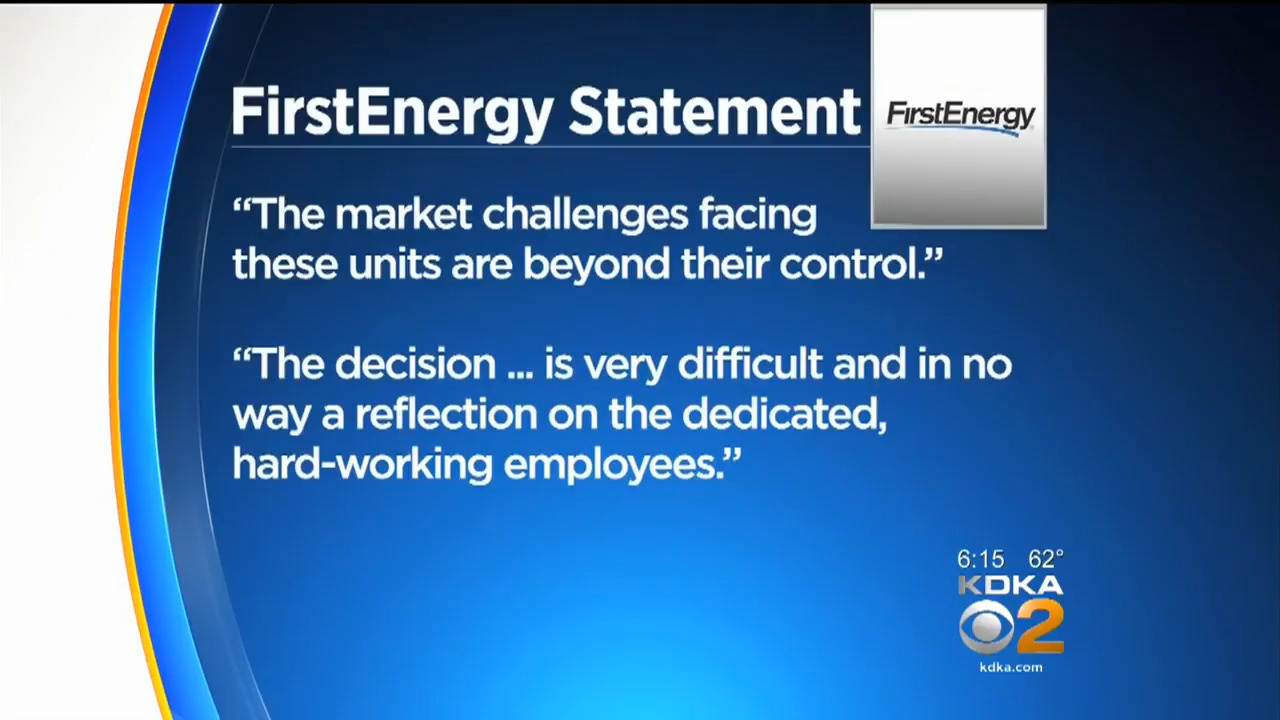 FirstEnergy Statement
FirstEnergy
“The market challenges facing
these units are beyond their control.”
“The decision ... is very difficult and in no
way a reflection on the dedicated,
hard-working employees.”
6:15 62°
KDKA
2
kdka.com